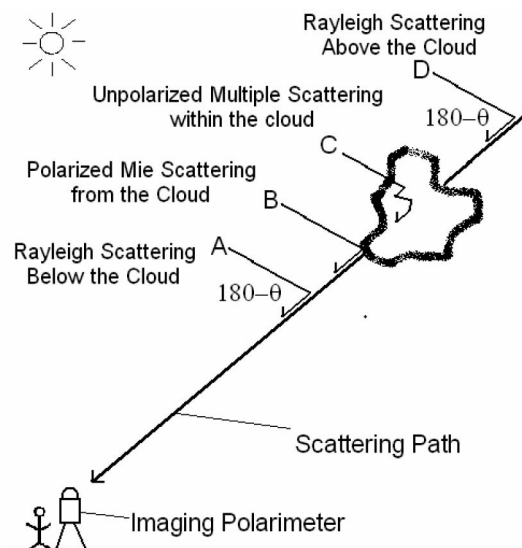 Rayleigh Scattering
Above the Cloud
D
Unpolarized Multiple Scattering
within the cloud
180–θ
C
Polarized Mie Scattering
from the Cloud
B
Rayleigh Scattering
Below the Cloud
A
180–θ
Scattering Path
Imaging Polarimeter